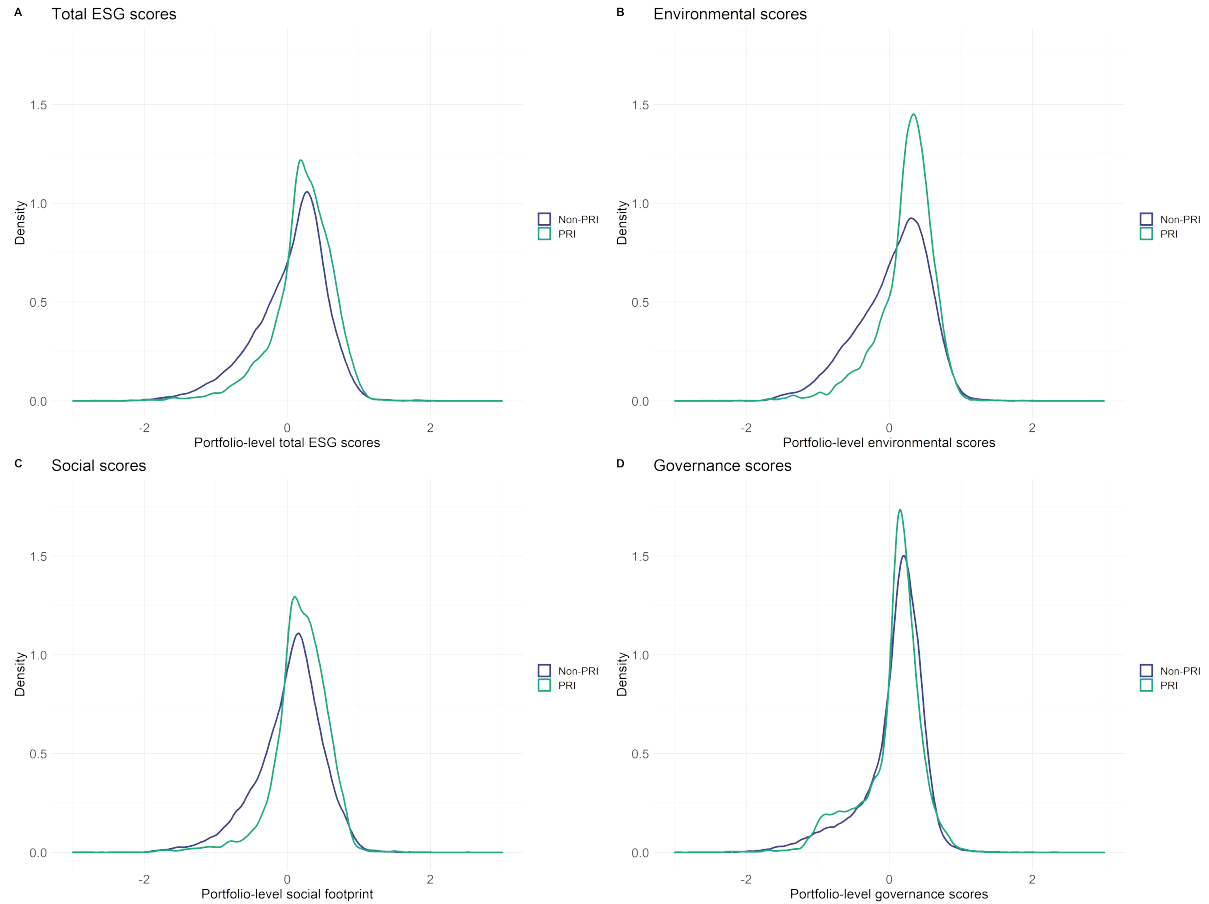 A Total ESG scores
1.5
1.0
0.5
0.0
Density
-2 0 2
Portfolio-level total ESG scores
Non-PRI
PRI
B Environmental scores
1.5
1.0
0.5
0.0
Density
-2 0 2
Portfolio-level environmental scores
Non-PRI
PRI
C Social scores
1.5
1.0
0.5
0.0
Density
-2 0 2
Portfolio-level social footprint
Non-PRI
PRI
D Governance scores
1.5
1.0
0.5
0.0
Density
-2 0 2
Portfolio-level governance scores
Non-PRI
PRI